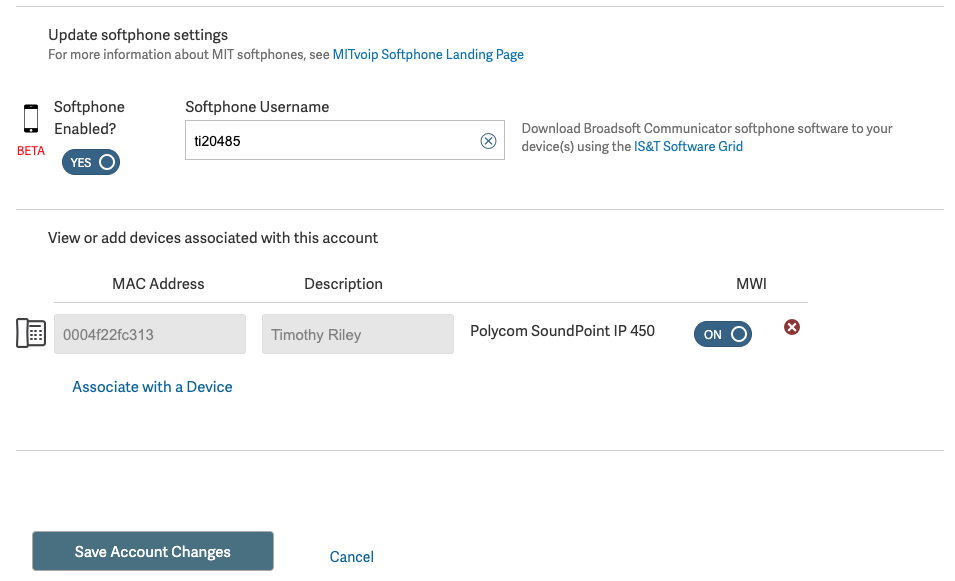 Update softphone settings
For more information about MIT softphones, see MITvoip Softphone Landing Page
Softphone Enabled?
BETA
YES
Softphone Username
ti20485
Download Broadsoft Communicator softphone software to your
device(s) using the IS&T Software Grid
View or add devices associated with this account
MAC Address Description MWI
0004f22fc313 Timothy Riley Polycom SoundPoint IP 450 ON
Associate with a Device
Save Account Changes Cancel